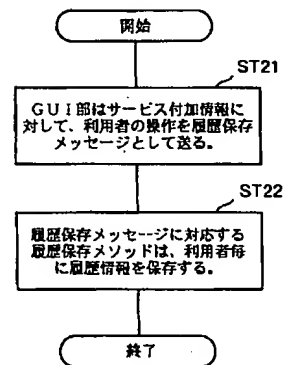 開始
ST21
GUI部はサービス付加情報に
対して、利用者の操作を履歴保存
メッセージとして送る。
ST22
履歴保存メッセージに対応する
履歴保存メソッドは、利用者毎
に履歴情報を保存する。
終了